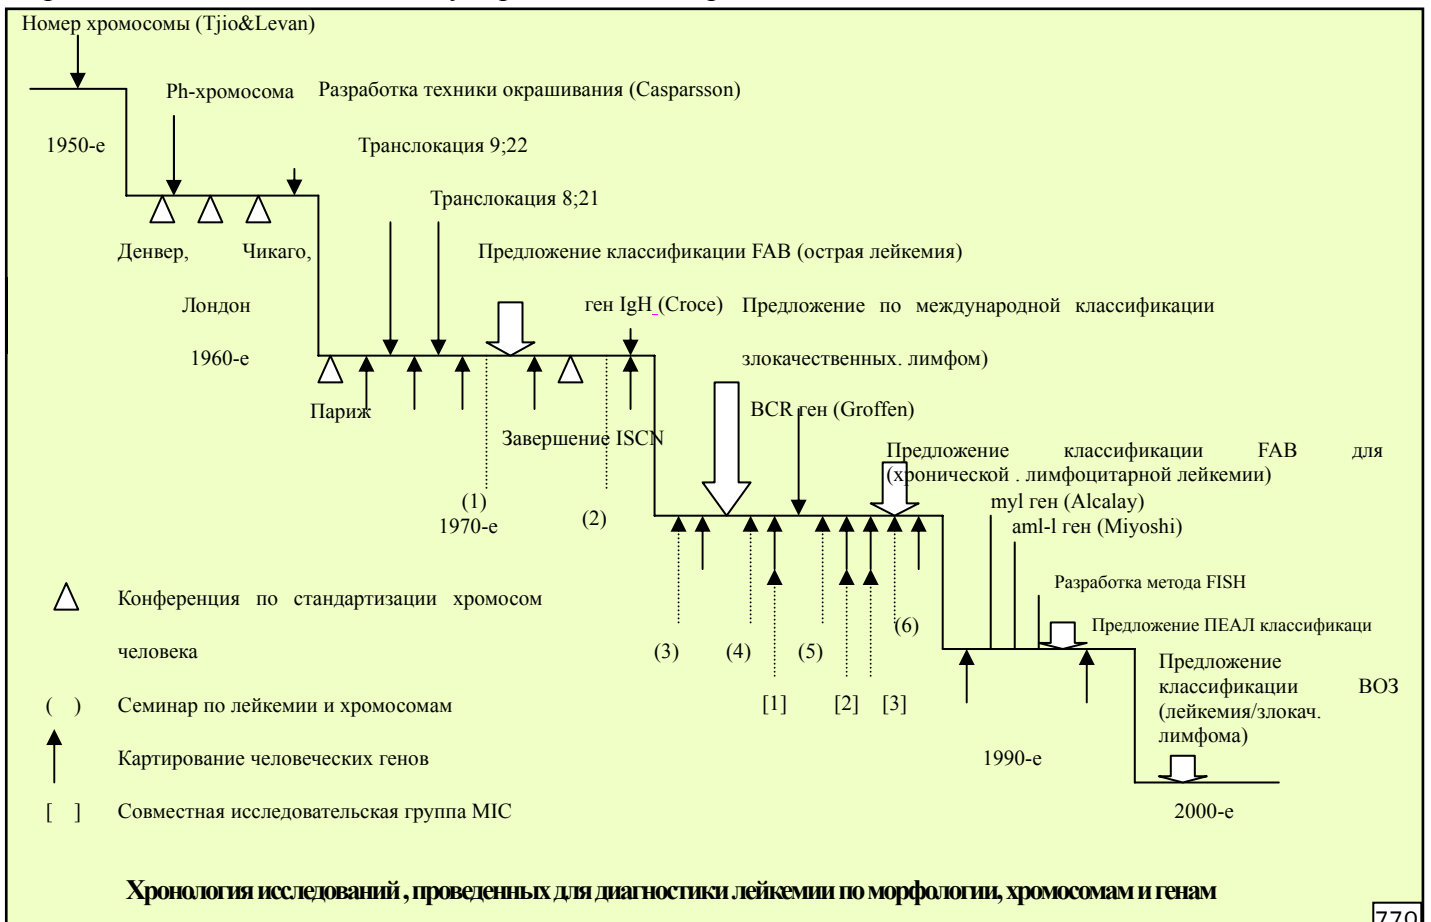 Номер хромосомы (Tjio&Levan)
Ph-хромосома
Разработка техники окрашивания (Casparsson)
1950-е
Транслокация 9;22
Транслокация 8;21
Денвер, Чикаго,
Предложение классификации FAB (острая лейкемия)
Лондон
ген IgH (Croce)
Предложение по международной классификации
1960-е
злокачественных. лимфом)
Париж
BCR ген (Groffen)
Завершение ISCN
Предложение классификации FAB для
(хронической . лимфоцитарной лейкемии)
(1)
1970-е
(2)
myl ген (Alcalay)
aml-l ген (Miyoshi)
Разработка метода FISH
Конференция по стандартизации хромосом
(6)
Предложение ПЕАЛ классификаци
человека
(3)
(4)
(5)
Предложение
классификации ВОЗ
(лейкемия/злокач.
лимфома)
( ) Семинар по лейкемии и хромосомам
[1]
[2]
[3]
Картирование человеческих генов
1990-е
[ ] Совместная исследовательская группа MIC
2000-е
Хронология исследований , проведенных для диагностики лейкемии по морфологии, хромосомам и генам
770